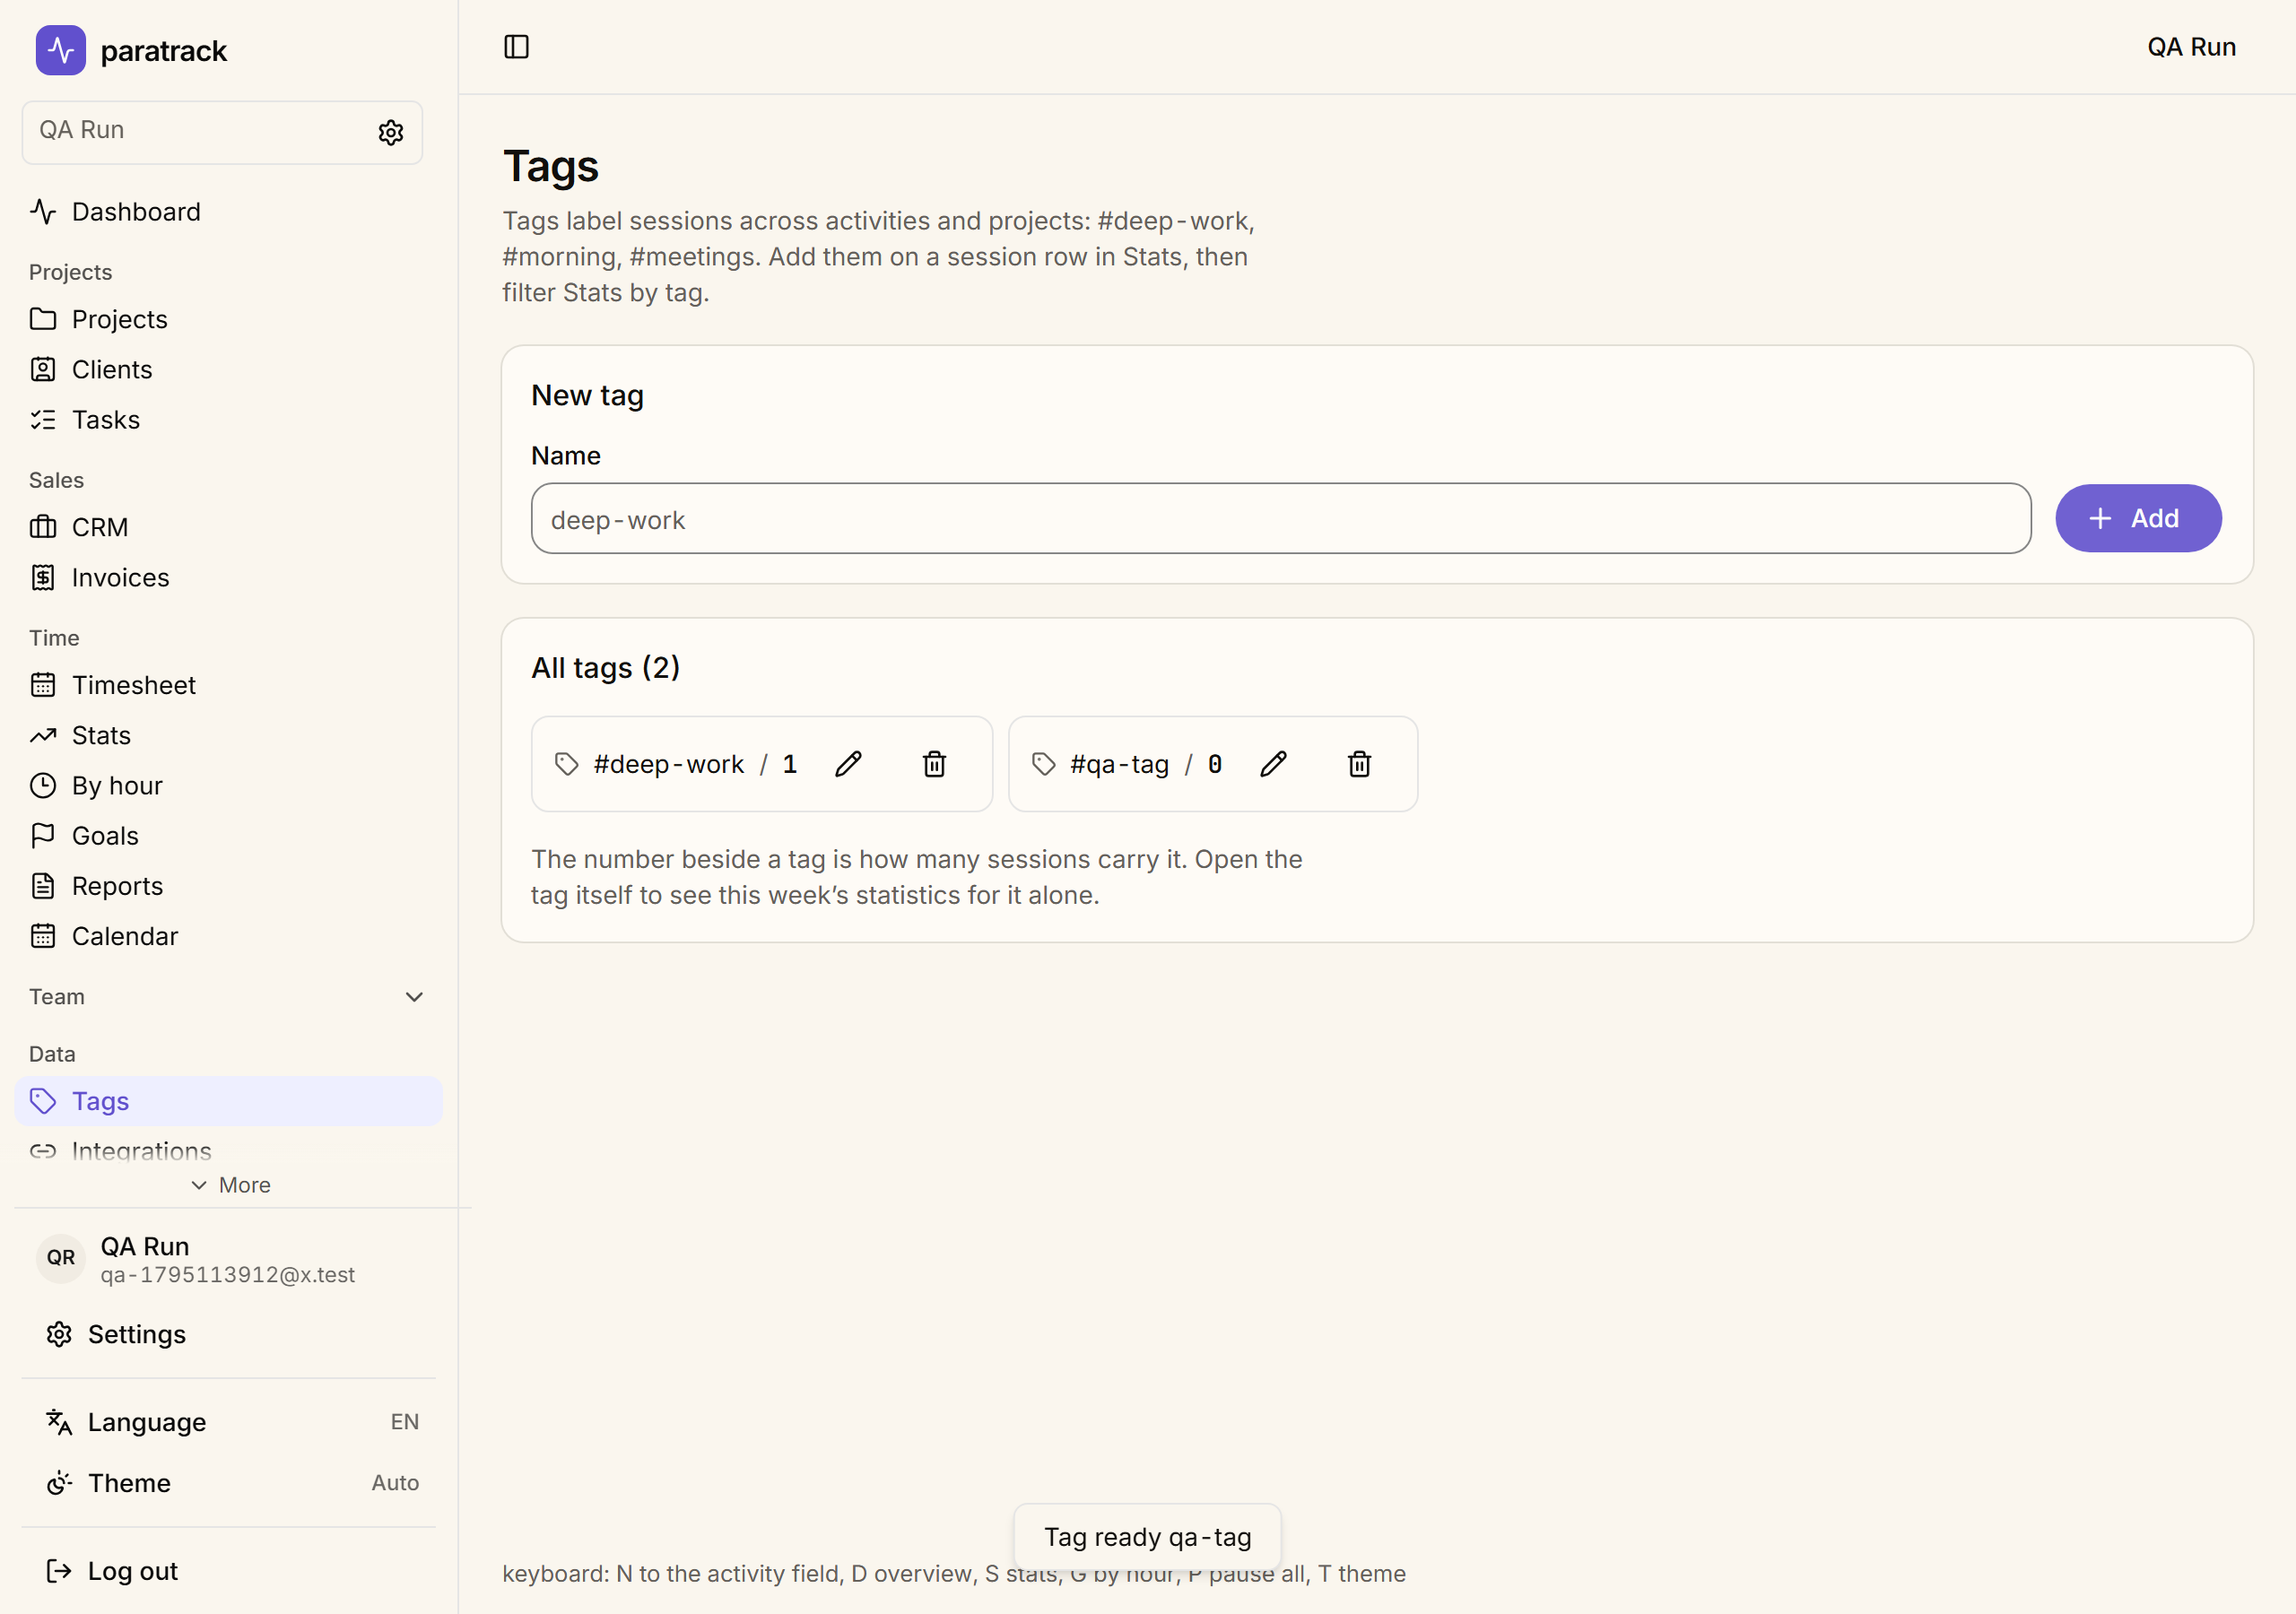 paratrack
QA Run
Dashboard
Projects
Projects
Clients
Tasks
Sales
CRM
Invoices
Time
Timesheet
Stats
By hour
Goals
Reports
Calendar
Team
Data
Tags
Integrations
More
QR
QA Run
qa-1795113912@x.test
Settings
Language EN
Theme Auto
Log out
QA Run
Tags
Tags label sessions across activities and projects: #deep-work,
#morning, #meetings. Add them on a session row in Stats, then
filter Stats by tag.
New tag
Name
deep-work
Add
All tags (2)
#deep-work / 1
#qa-tag / 0
The number beside a tag is how many sessions carry it. Open the
tag itself to see this week’s statistics for it alone.
Tag ready qa-tag
keyboard: N to the activity field, D overview, S stats, G by hour, P pause all, T theme